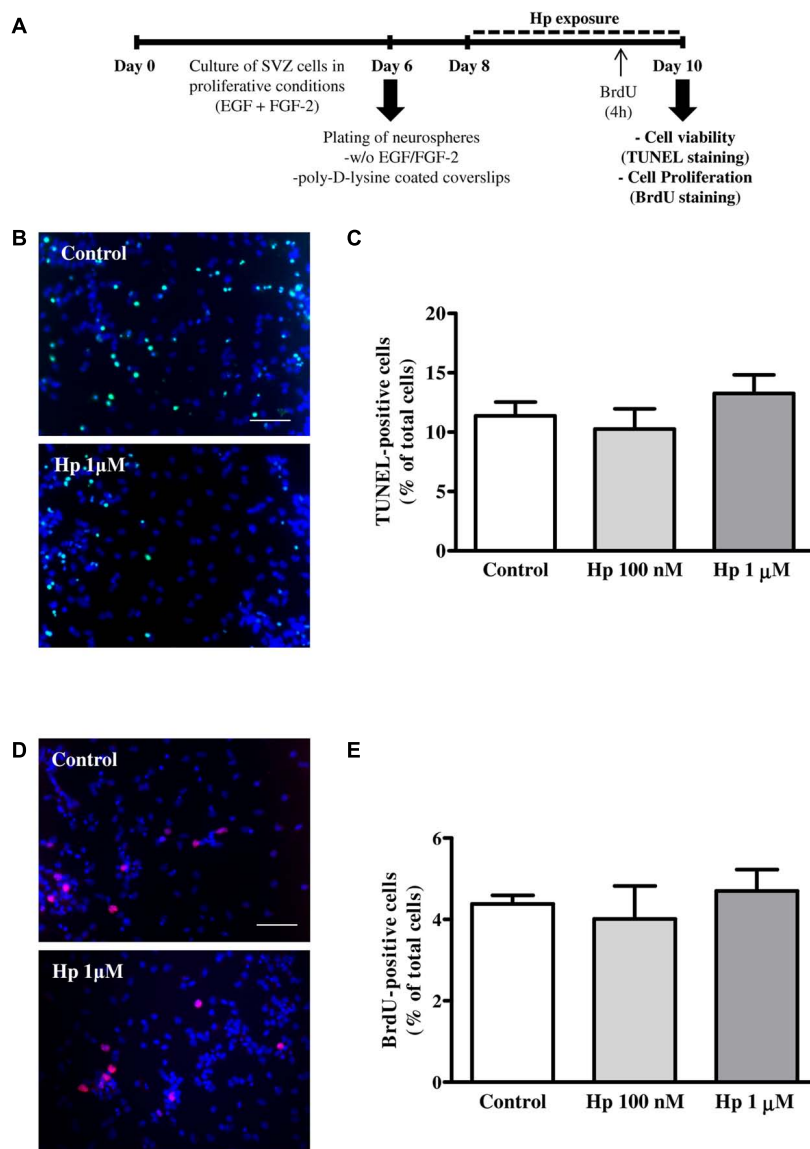 A
Hp exposure
Day 0
Culture of SVZ cells in
proliferative conditions
(EGF + FGF-2)
Day 6
Day 8
BrdU
(4h)
Day 10
Plating of neurospheres
-w/o EGF/FGF-2
-poly-D-lysine coated coverslips
- Cell viability
(TUNEL staining)
- Cell Proliferation
(BrdU staining)
B
Control
Hp 1µM
C
TUNEL-positive cells
(% of total cells)
20
15
10
5
0
Control
Hp 100 nM
Hp 1 µM
D
Control
Hp 1µM
E
BrdU-positive cells
(% of total cells)
6
4
2
0
Control
Hp 100 nM
Hp 1 µM